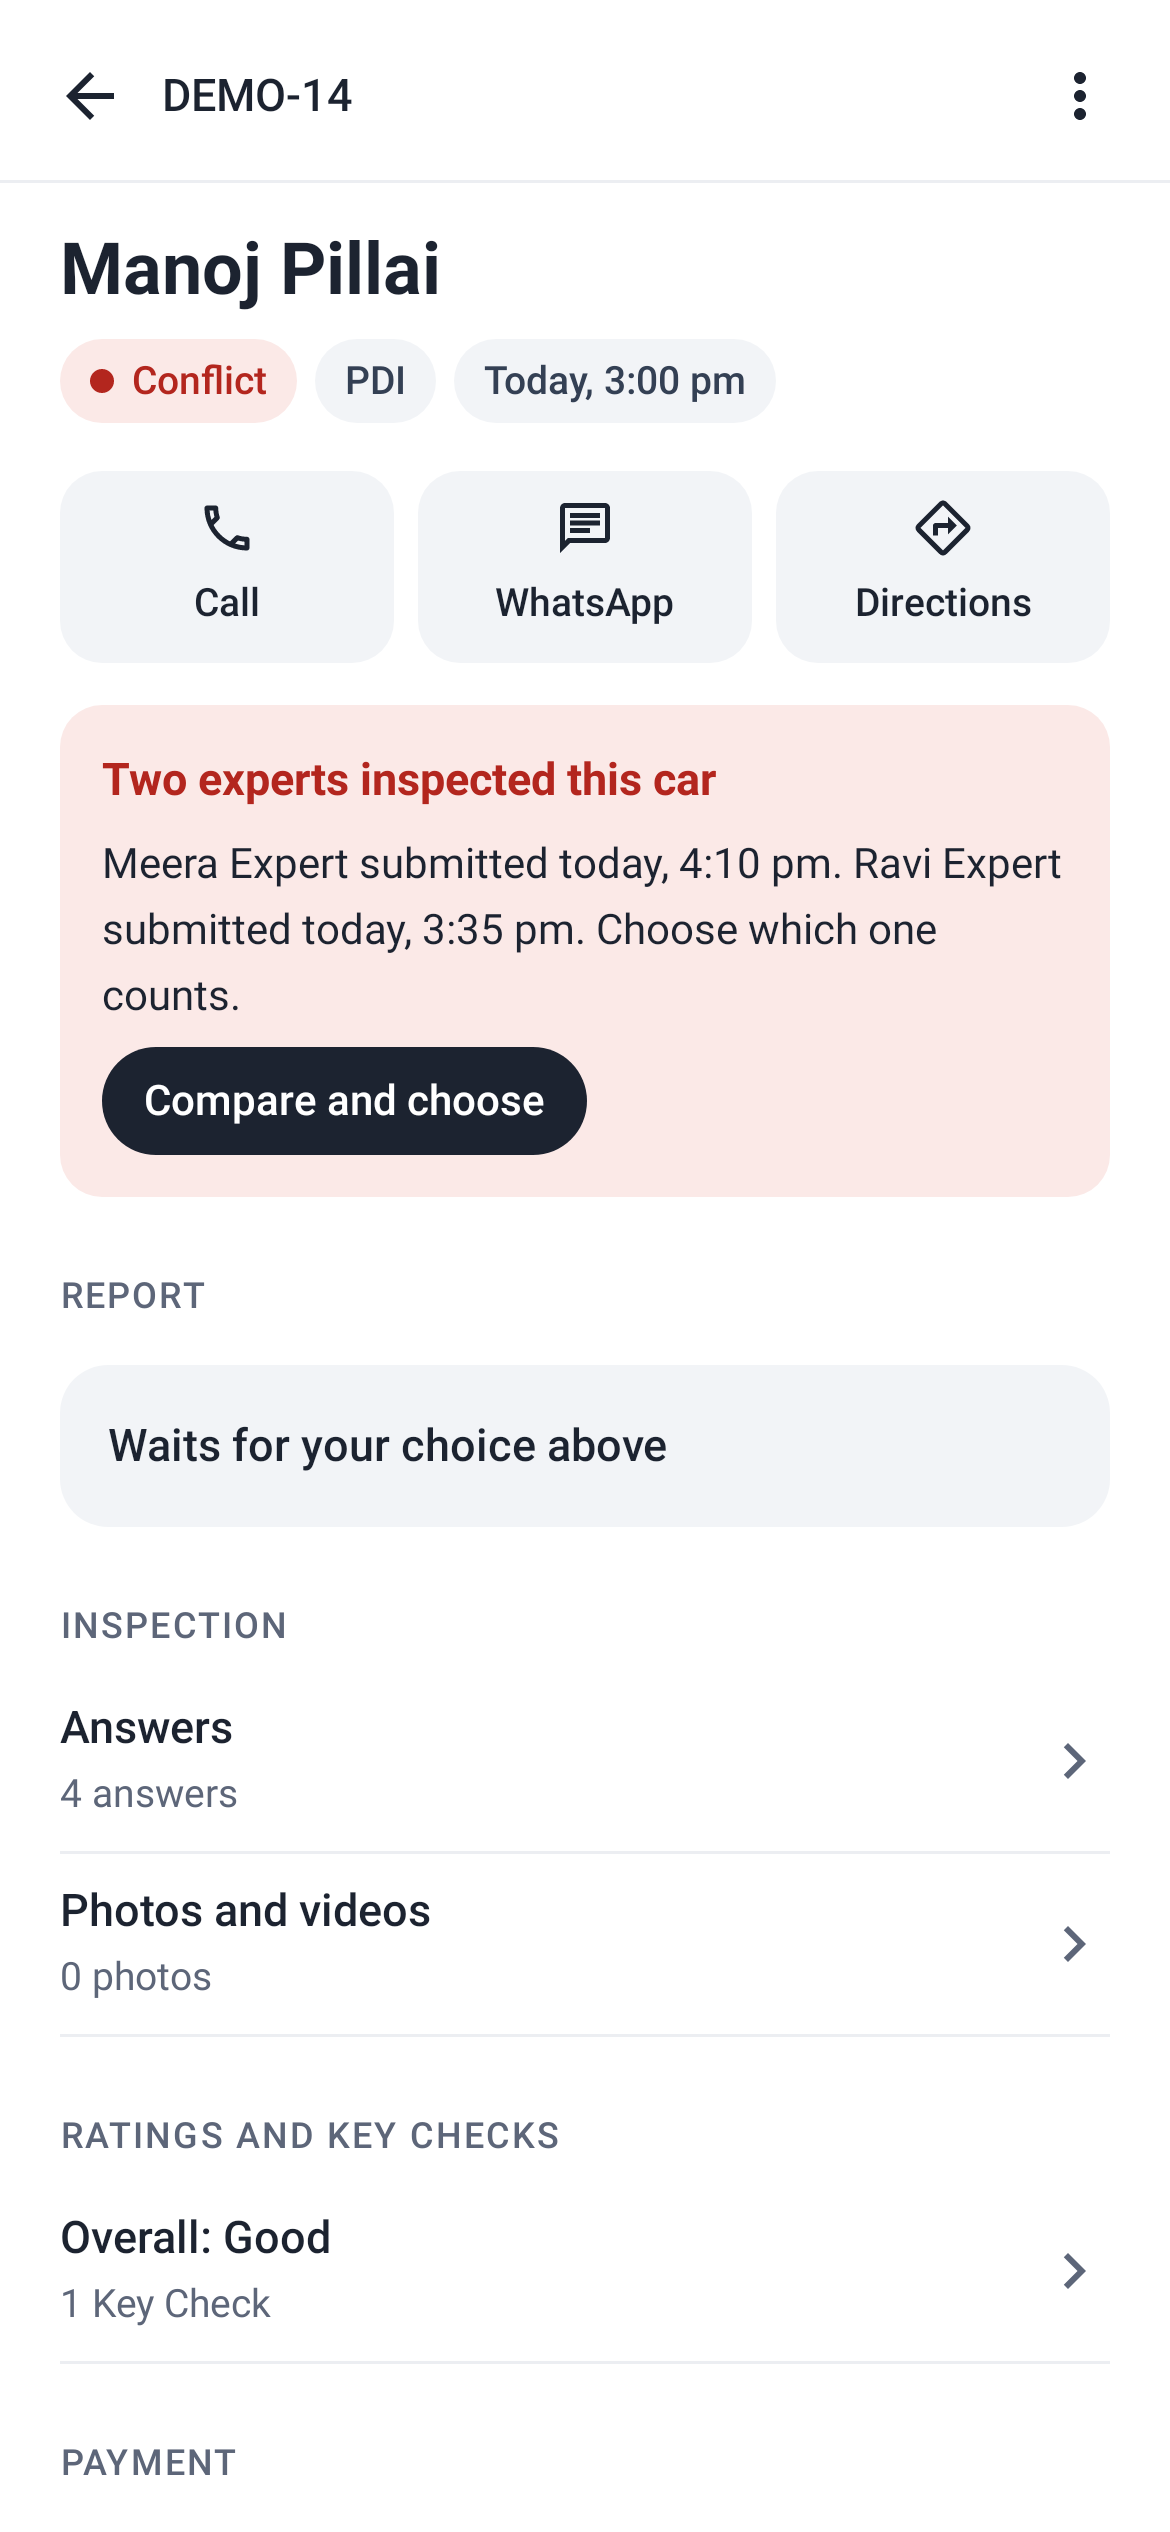 DEMO-14
Manoj Pillai
Conflict
PDI
Today, 3:00 pm
Call
WhatsApp
Directions
Two experts inspected this car
Meera Expert submitted today, 4:10 pm. Ravi Expert
submitted today, 3:35 pm. Choose which one
counts.
Compare and choose
REPORT
Waits for your choice above
INSPECTION
Answers
4 answers
Photos and videos
0 photos
RATINGS AND KEY CHECKS
Overall: Good
1 Key Check
PAYMENT